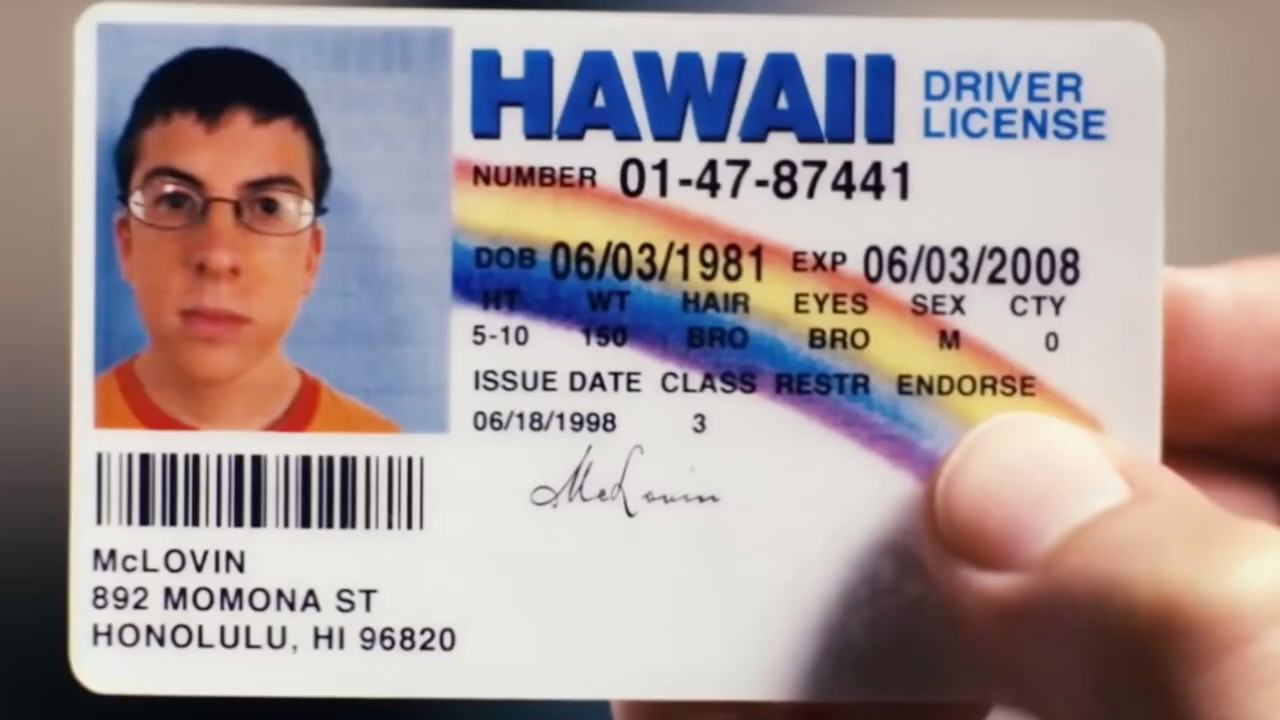 HAWAII DRIVER LICENSE
NUMBER 01-47-87441
DOB 06/03/1981 EXP 06/03/2008
HT WT HAIR EYES SEX CTY
5-10 150 BRO BRO M 0
ISSUE DATE CLASS RESTR ENDORSE
06/18/1998 3
McLovin
McLOVIN
892 MOMONA ST
HONOLULU, HI 96820